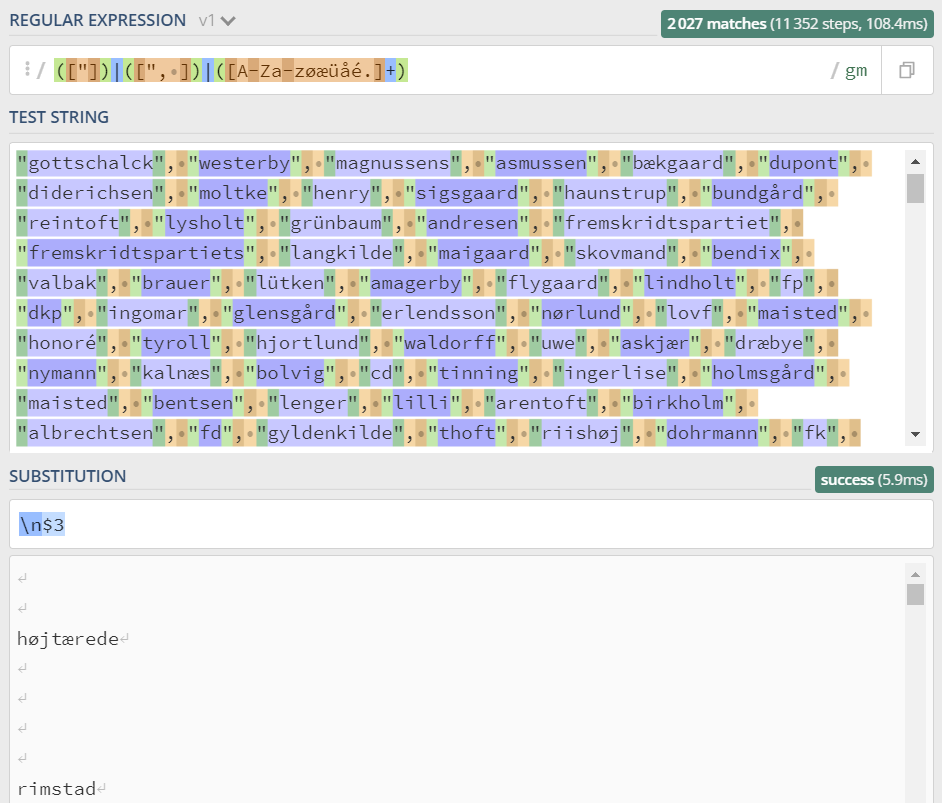 REGULAR EXPRESSION v1
2 027 matches (11 352 steps, 108.4ms)
/ (["])|([", ])|([A-Za-zøæüåé.]+) / gm
TEST STRING
"gottschalck", "westerby", "magnussens", "asmussen", "bækgaard", "dupont",
"diderichsen", "moltke", "henry", "sigsgaard", "haunstrup", "bundgård",
"reintoft", "lysholt", "grünbaum", "andresen", "fremskridtspartiet",
"fremskridtspartiets", "langkilde", "maigaard", "skovmand", "bendix",
"valbak", "brauer", "lütken", "amagerby", "flygaard", "lindholt", "fp",
"dkp", "ingomar", "glensgård", "erlendsson", "nørlund", "lovf", "maisted",
"honoré", "tyroll", "hjortlund", "waldorff", "uwe", "askjær", "dræbye",
"nymann", "kalnæs", "bolvig", "cd", "tinning", "ingerlise", "holmsgård",
"maisted", "bentsen", "lenger", "lilli", "arentoft", "birkholm",
"albrechtsen", "fd", "gyldenkilde", "thoft", "riishøj", "dohrmann", "fk",
SUBSTITUTION
success (5.9ms)
\n$3
højtærede
rimstad